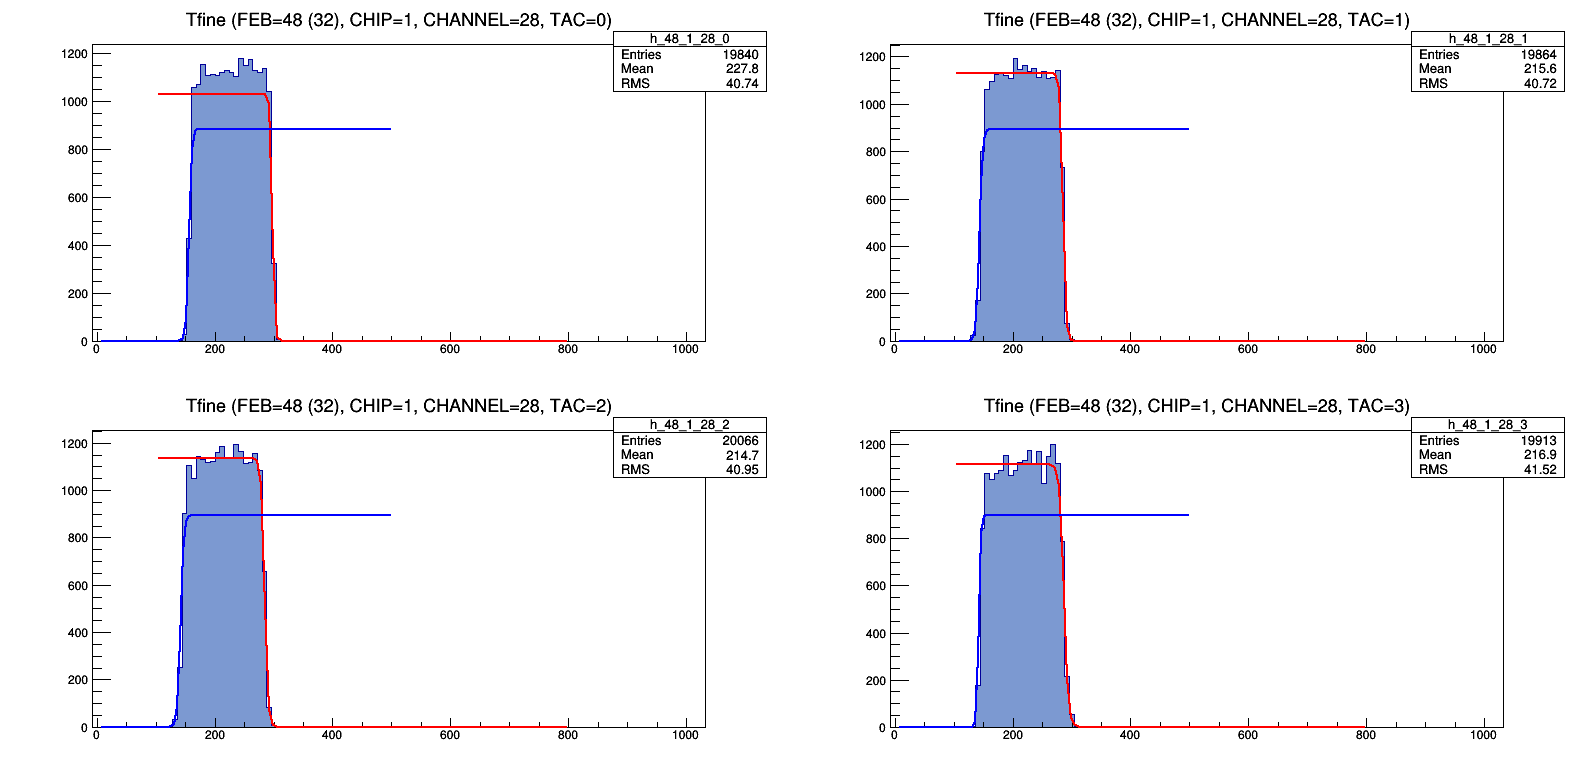 Tfine (FEB=48 (32), CHIP=1, CHANNEL=28, TAC=0)
h_48_1_28_0
Entries 19840
Mean 227.8
RMS 40.74
1200
1000
800
600
400
200
0
0 200 400 600 800 1000
Tfine (FEB=48 (32), CHIP=1, CHANNEL=28, TAC=1)
h_48_1_28_1
Entries 19864
Mean 215.6
RMS 40.72
1200
1000
800
600
400
200
0
0 200 400 600 800 1000
Tfine (FEB=48 (32), CHIP=1, CHANNEL=28, TAC=2)
h_48_1_28_2
Entries 20066
Mean 214.7
RMS 40.95
1200
1000
800
600
400
200
0
0 200 400 600 800 1000
Tfine (FEB=48 (32), CHIP=1, CHANNEL=28, TAC=3)
h_48_1_28_3
Entries 19913
Mean 216.9
RMS 41.52
1200
1000
800
600
400
200
0
0 200 400 600 800 1000